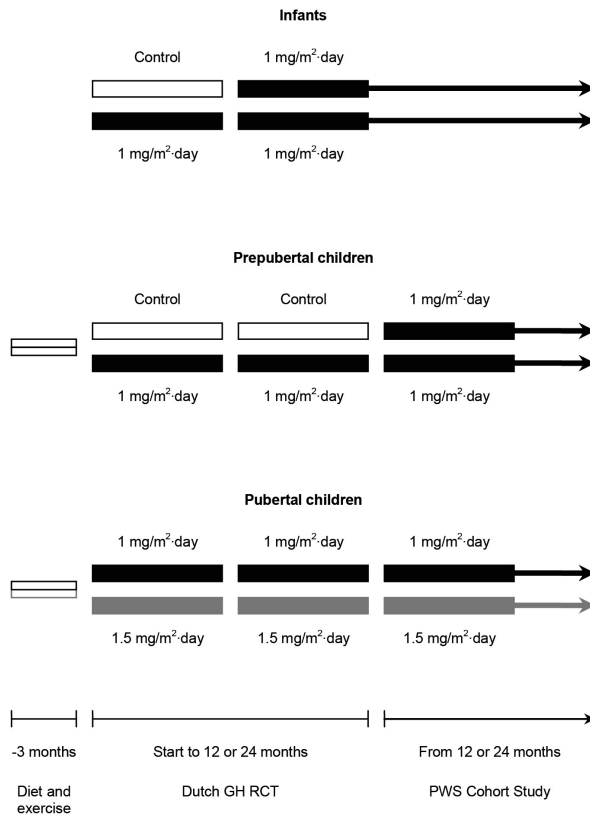 Infants
Control 1 mg/m²·day
1 mg/m²·day 1 mg/m²·day
Prepubertal children
Control Control 1 mg/m²·day
1 mg/m²·day 1 mg/m²·day 1 mg/m²·day
Pubertal children
1 mg/m²·day 1 mg/m²·day 1 mg/m²·day
1.5 mg/m²·day 1.5 mg/m²·day 1.5 mg/m²·day
-3 months Start to 12 or 24 months From 12 or 24 months
Diet and Dutch GH RCT PWS Cohort Study
exercise